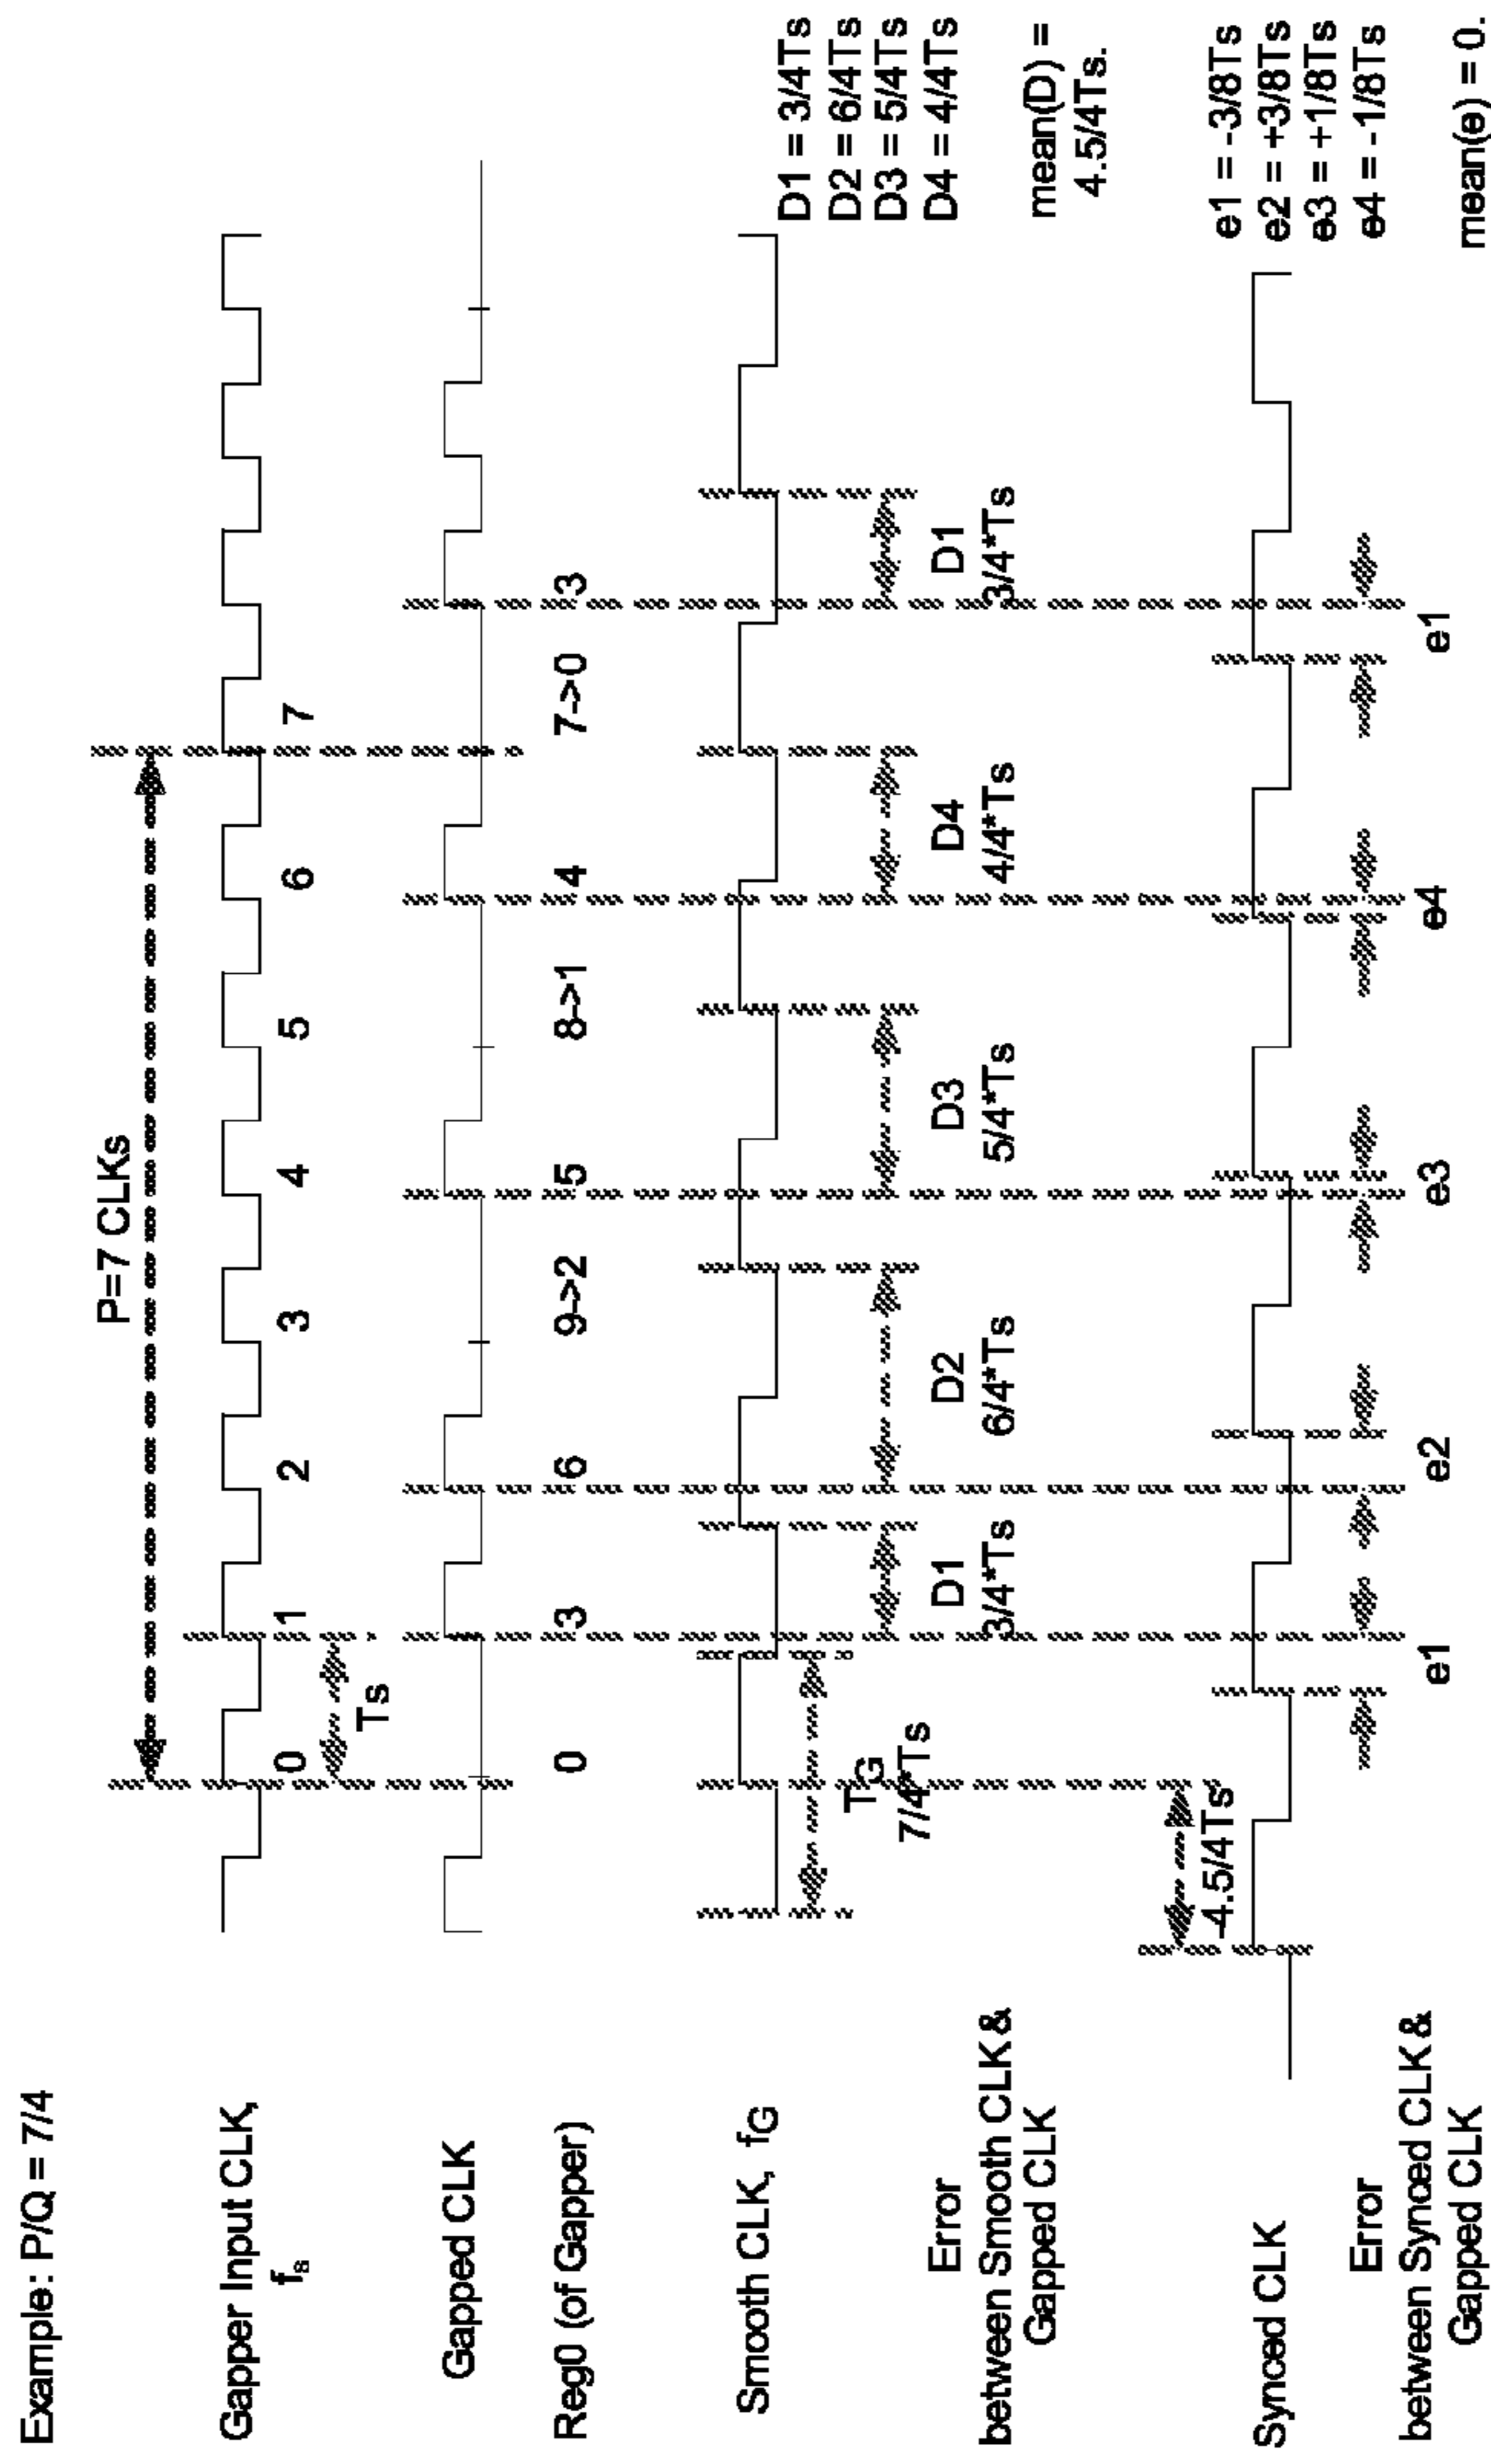 Example: P/Q = 7/4
P=7 CLKs
Gapper Input CLK,
fs
0 1 2 3 4 5 6 7
Ts
Gapped CLK
Reg0 (of Gapper)
0 3 6 9->2 5 8->1 4 7->0 3
Smooth CLK, fG
TG
7/4*Ts
Error
between Smooth CLK &
Gapped CLK
D1 D2 D3 D4 D1
3/4*Ts 6/4*Ts 5/4*Ts 4/4*Ts 3/4*Ts
D1 = 3/4Ts
D2 = 6/4Ts
D3 = 5/4Ts
D4 = 4/4Ts
mean(D) =
4.5/4Ts.
-4.5/4Ts
Synced CLK
Error
between Synced CLK &
Gapped CLK
e1 e2 e3 e4 e1
e1 = -3/8Ts
e2 = +3/8Ts
e3 = +1/8Ts
e4 = -1/8Ts
mean(e) = 0.